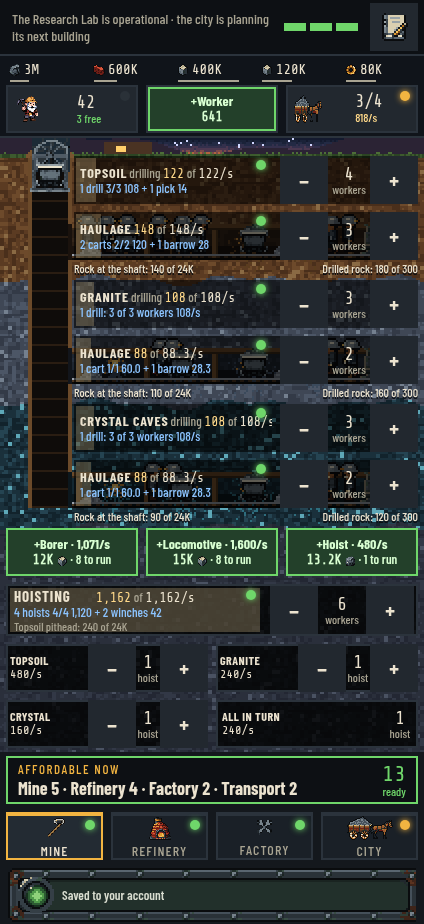 The Research Lab is operational · the city is planning
its next building
3M
600K
400K
120K
80K
42
3 free
+Worker
641
3/4
818/s
TOPSOIL drilling 122 of 122/s
1 drill 3/3 108 + 1 pick 14
–
4
workers
+
HAULAGE 148 of 148/s
2 carts 2/2 120 + 1 barrow 28
–
3
workers
+
Rock at the shaft: 140 of 24K
Drilled rock: 180 of 300
GRANITE drilling 108 of 108/s
1 drill: 3 of 3 workers 108/s
–
3
workers
+
HAULAGE 88 of 88.3/s
1 cart 1/1 60.0 + 1 barrow 28.3
–
2
workers
+
Rock at the shaft: 110 of 24K
Drilled rock: 160 of 300
CRYSTAL CAVES drilling 108 of 108/s
1 drill: 3 of 3 workers 108/s
–
3
workers
+
HAULAGE 88 of 88.3/s
1 cart 1/1 60.0 + 1 barrow 28.3
–
2
workers
+
Rock at the shaft: 90 of 24K
Drilled rock: 120 of 300
+Borer · 1,071/s
12K · 8 to run
+Locomotive · 1,600/s
15K · 8 to run
+Hoist · 480/s
13.2K · 1 to run
HOISTING 1,162 of 1,162/s
4 hoists 4/4 1,120 + 2 winches 42
Topsoil pithead: 240 of 24K
–
6
workers
+
TOPSOIL
480/s
–
1
hoist
+
GRANITE
240/s
–
1
hoist
+
CRYSTAL
160/s
–
1
hoist
+
ALL IN TURN
240/s
1
hoist
AFFORDABLE NOW
Mine 5 · Refinery 4 · Factory 2 · Transport 2
13
ready
MINE
REFINERY
FACTORY
CITY
Saved to your account